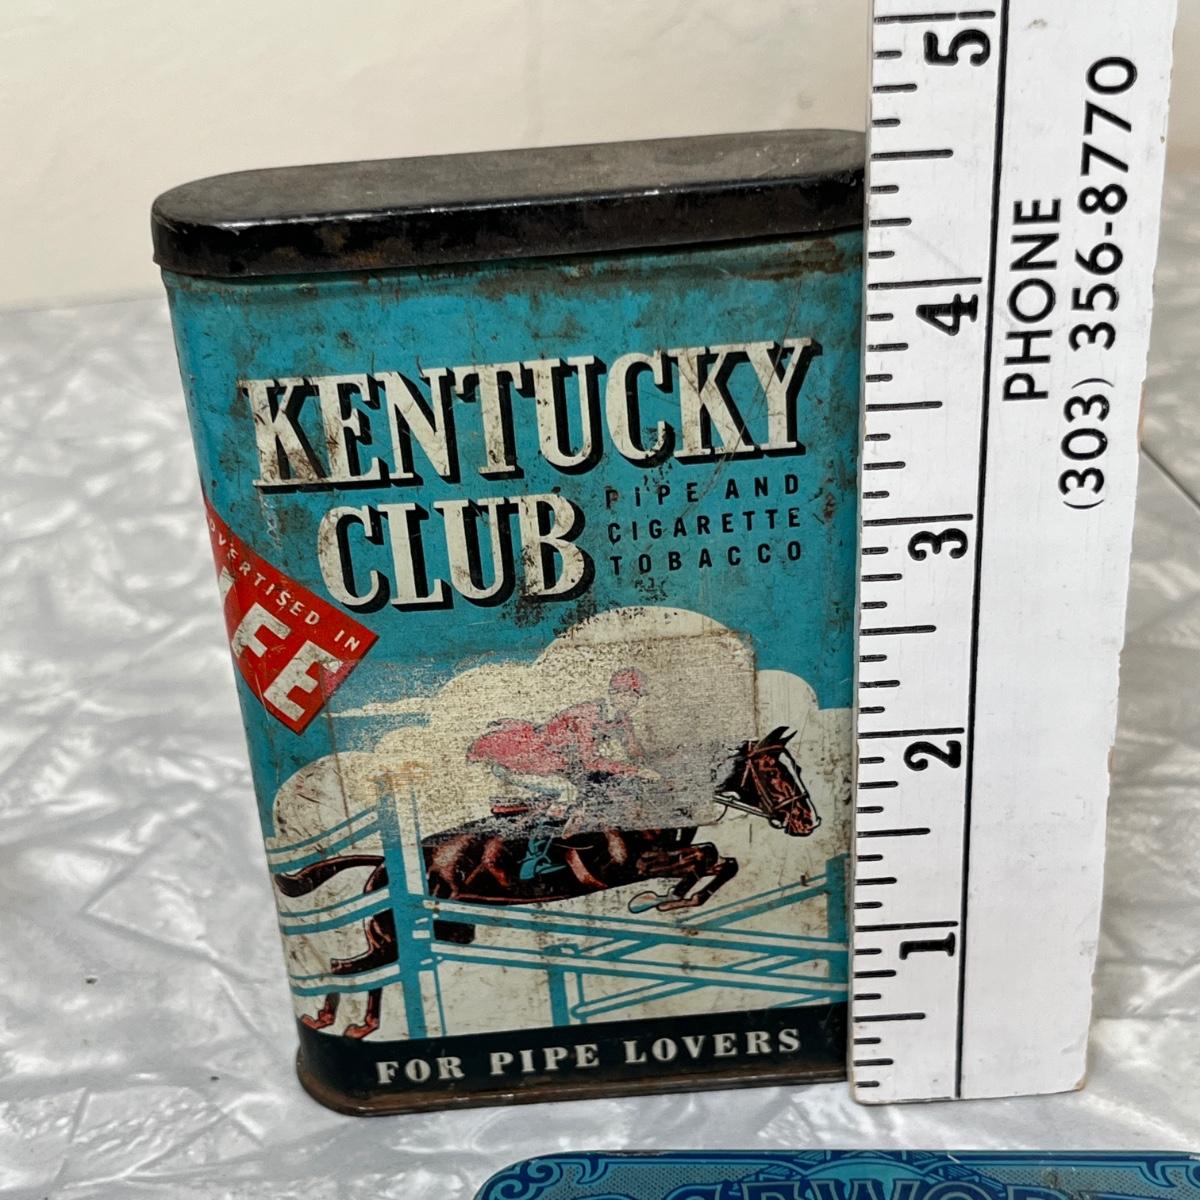 KENTUCKY
CLUB
PIPE AND
CIGARETTE
TOBACCO
ADVERTISED IN
FOR PIPE LOVERS
5
4
3
2
1
PHONE
(303) 356-8770